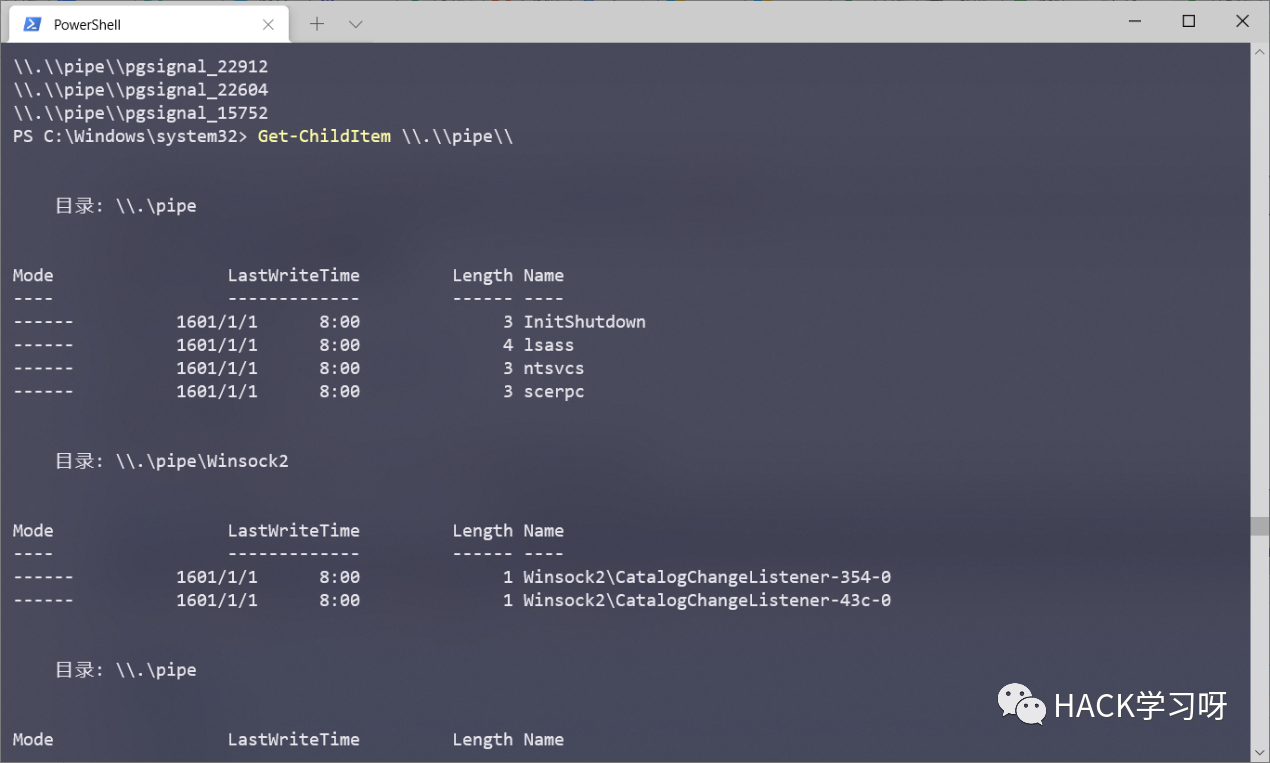 PowerShell
\\.\\pipe\\pgsignal_22912
\\.\\pipe\\pgsignal_22604
\\.\\pipe\\pgsignal_15752
PS C:\Windows\system32> Get-ChildItem \\.\\pipe\\
目录: \\.\pipe
Mode LastWriteTime Length Name
---- ------------- ------ ----
------ 1601/1/1 8:00 3 InitShutdown
------ 1601/1/1 8:00 4 lsass
------ 1601/1/1 8:00 3 ntsvcs
------ 1601/1/1 8:00 3 scerpc
目录: \\.\pipe\Winsock2
Mode LastWriteTime Length Name
---- ------------- ------ ----
------ 1601/1/1 8:00 1 Winsock2\CatalogChangeListener-354-0
------ 1601/1/1 8:00 1 Winsock2\CatalogChangeListener-43c-0
目录: \\.\pipe
HACK学习呀
Mode LastWriteTime Length Name